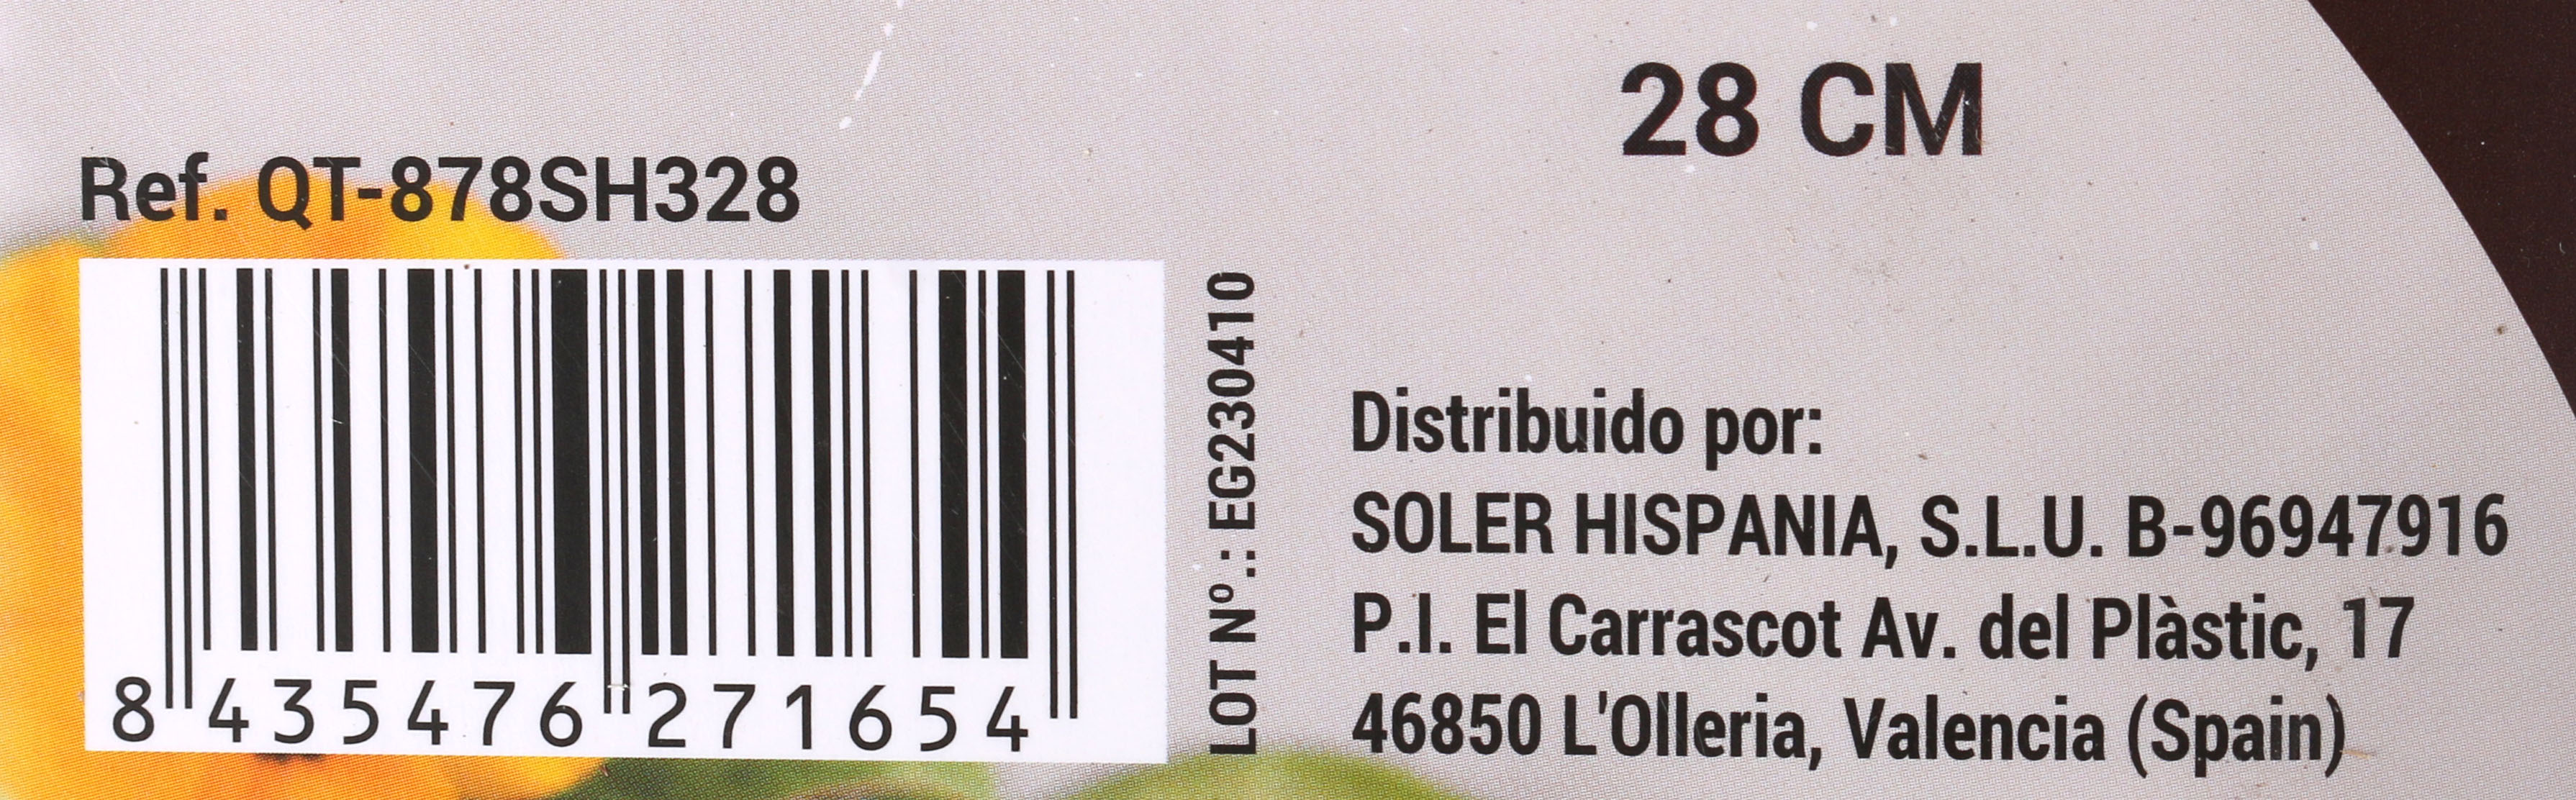 28 CM
Ref. QT-878SH328
8 435476 271654
LOT Nº.: EG230410
Distribuido por:
SOLER HISPANIA, S.L.U. B-96947916
P.I. El Carrascot Av. del Plàstic, 17
46850 L'Olleria, Valencia (Spain)